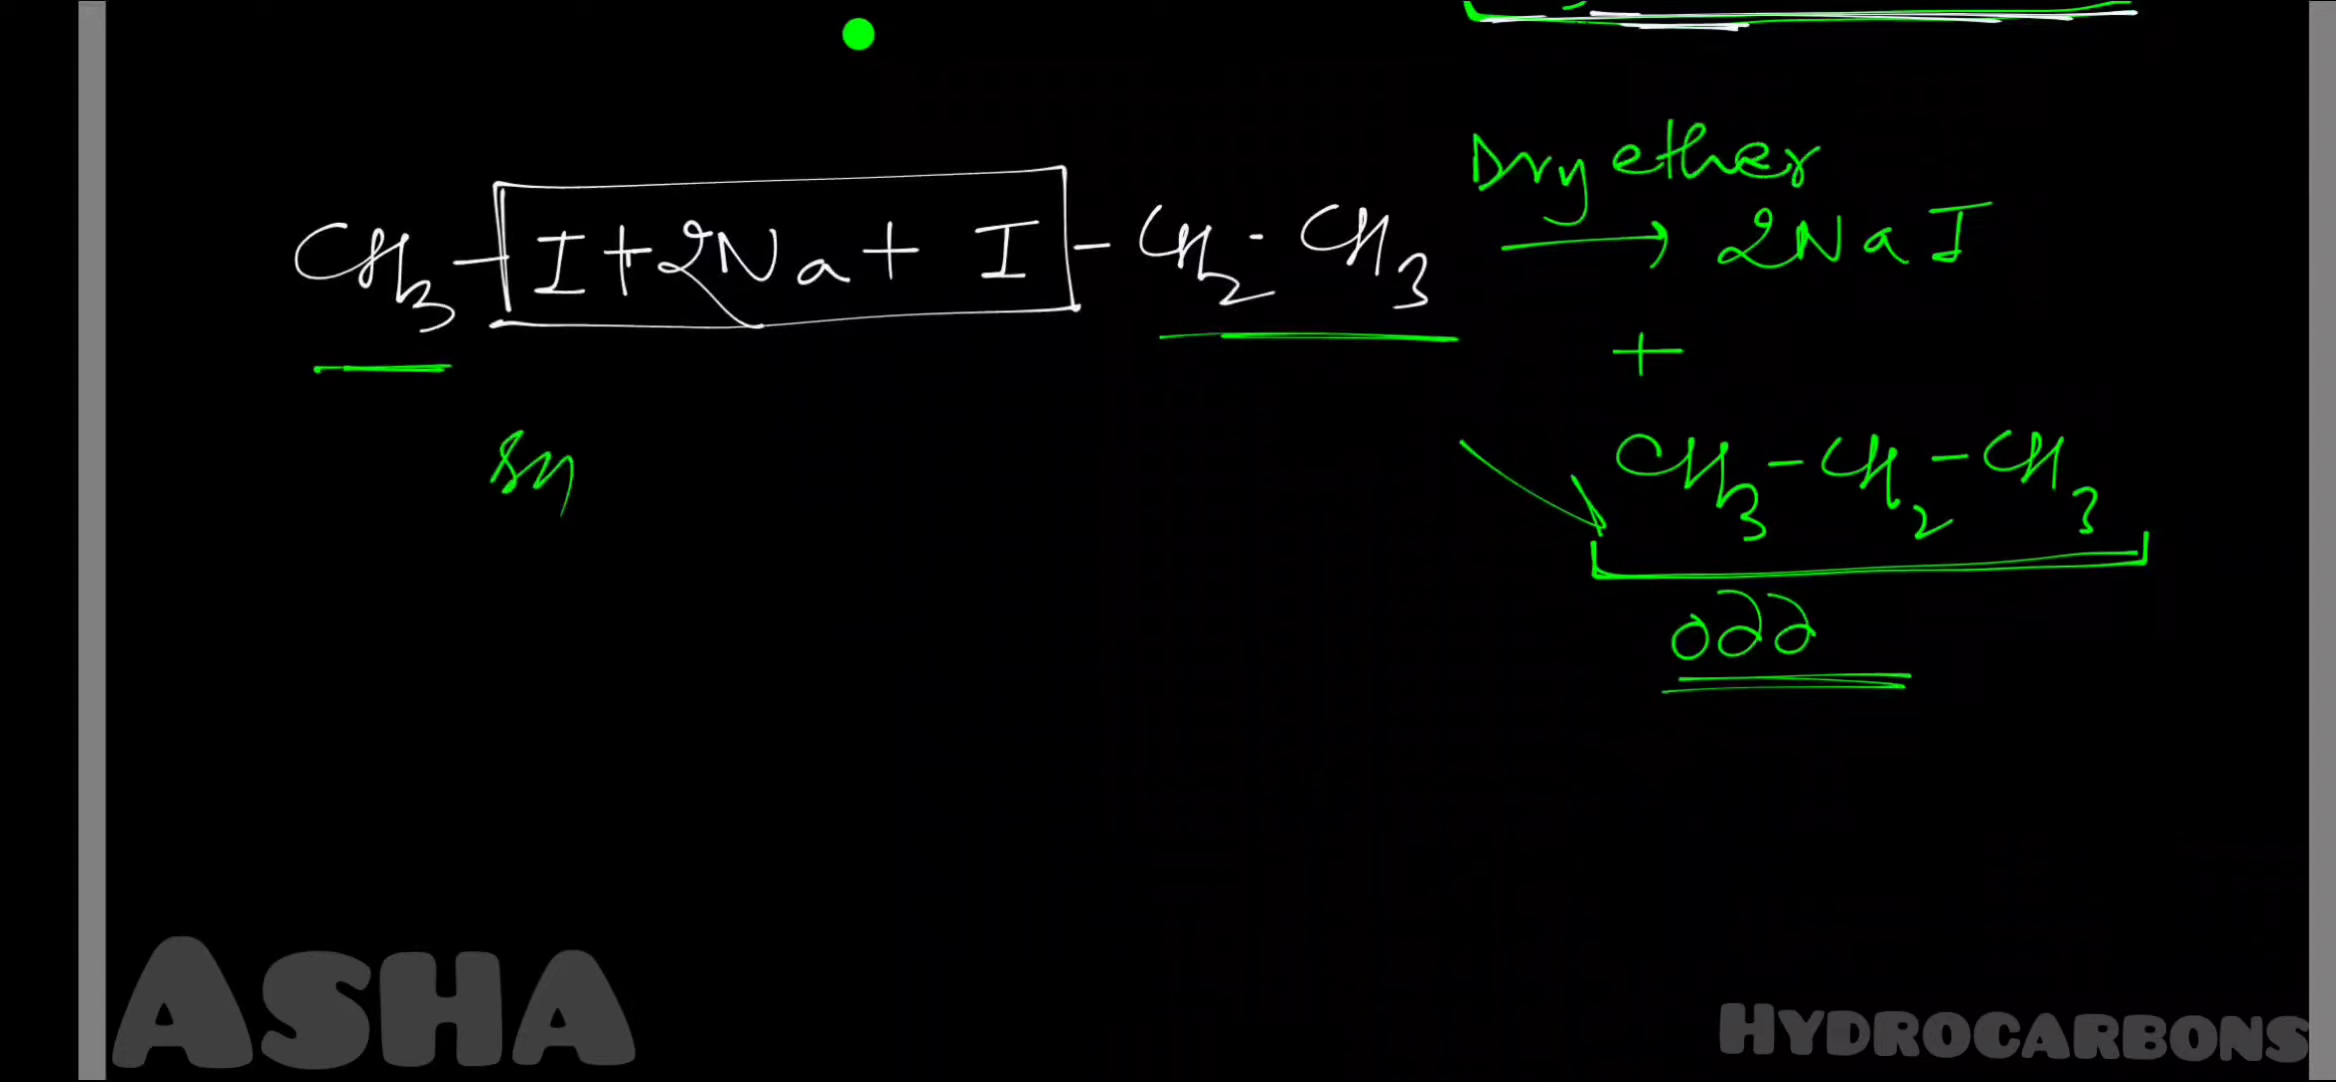 Dry ether
CH₃-I+2Na+I-CH₂-CH₃ → 2NaI
+
CH₃-CH₂-CH₃
odd
ASHA
HYDROCARBONS